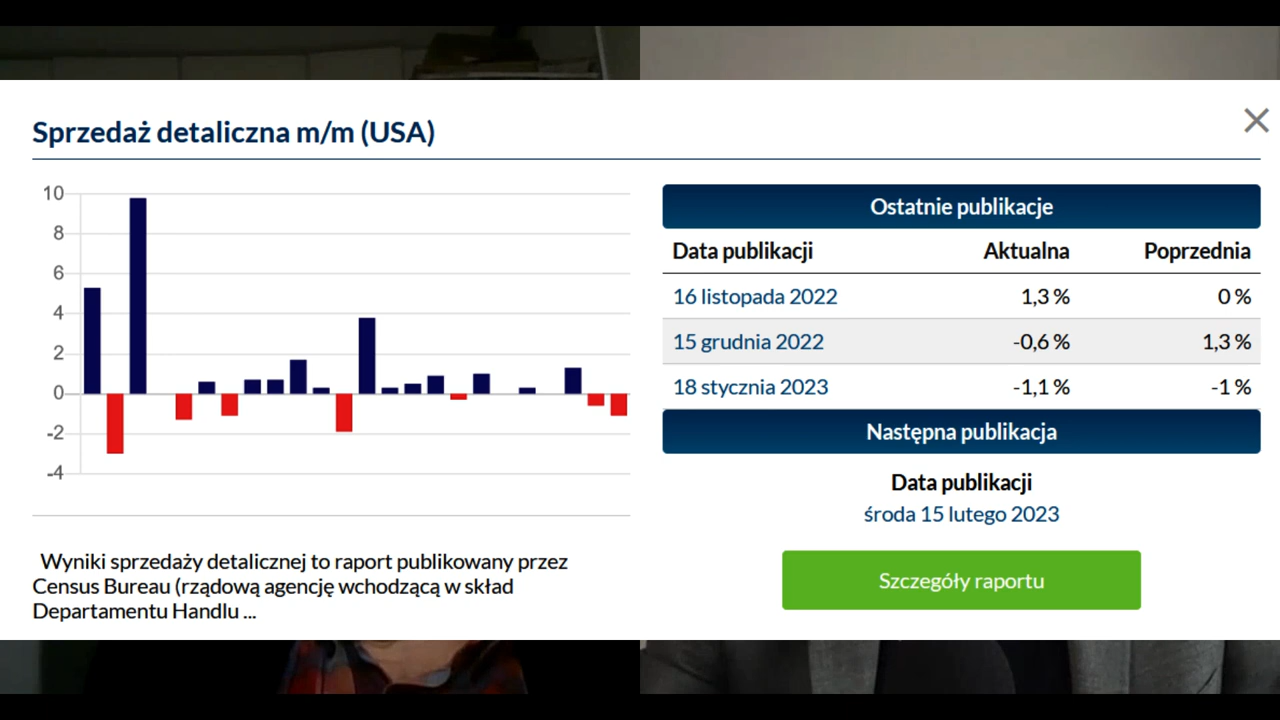 Sprzedaż detaliczna m/m (USA)
10
8
6
4
2
0
-2
-4
Wyniki sprzedaży detalicznej to raport publikowany przez
Census Bureau (rządową agencję wchodzącą w skład
Departamentu Handlu ...
Ostatnie publikacje
Data publikacji Aktualna Poprzednia
16 listopada 2022 1,3 % 0 %
15 grudnia 2022 -0,6 % 1,3 %
18 stycznia 2023 -1,1 % -1 %
Następna publikacja
Data publikacji
środa 15 lutego 2023
Szczegóły raportu